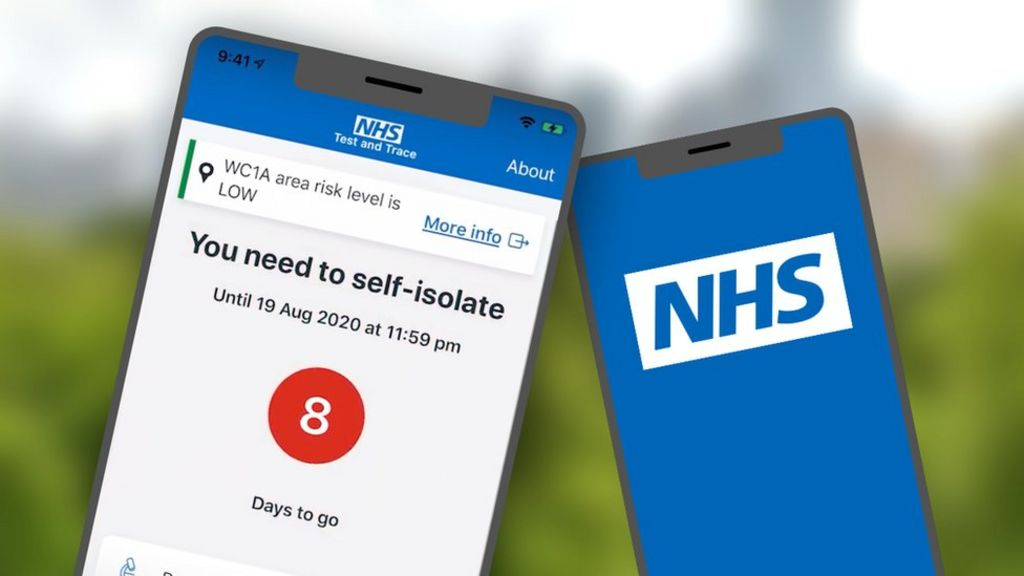 9:41
NHS
Test and Trace
About
WC1A area risk level is
LOW
More info
You need to self-isolate
Until 19 Aug 2020 at 11:59 pm
8
Days to go
NHS